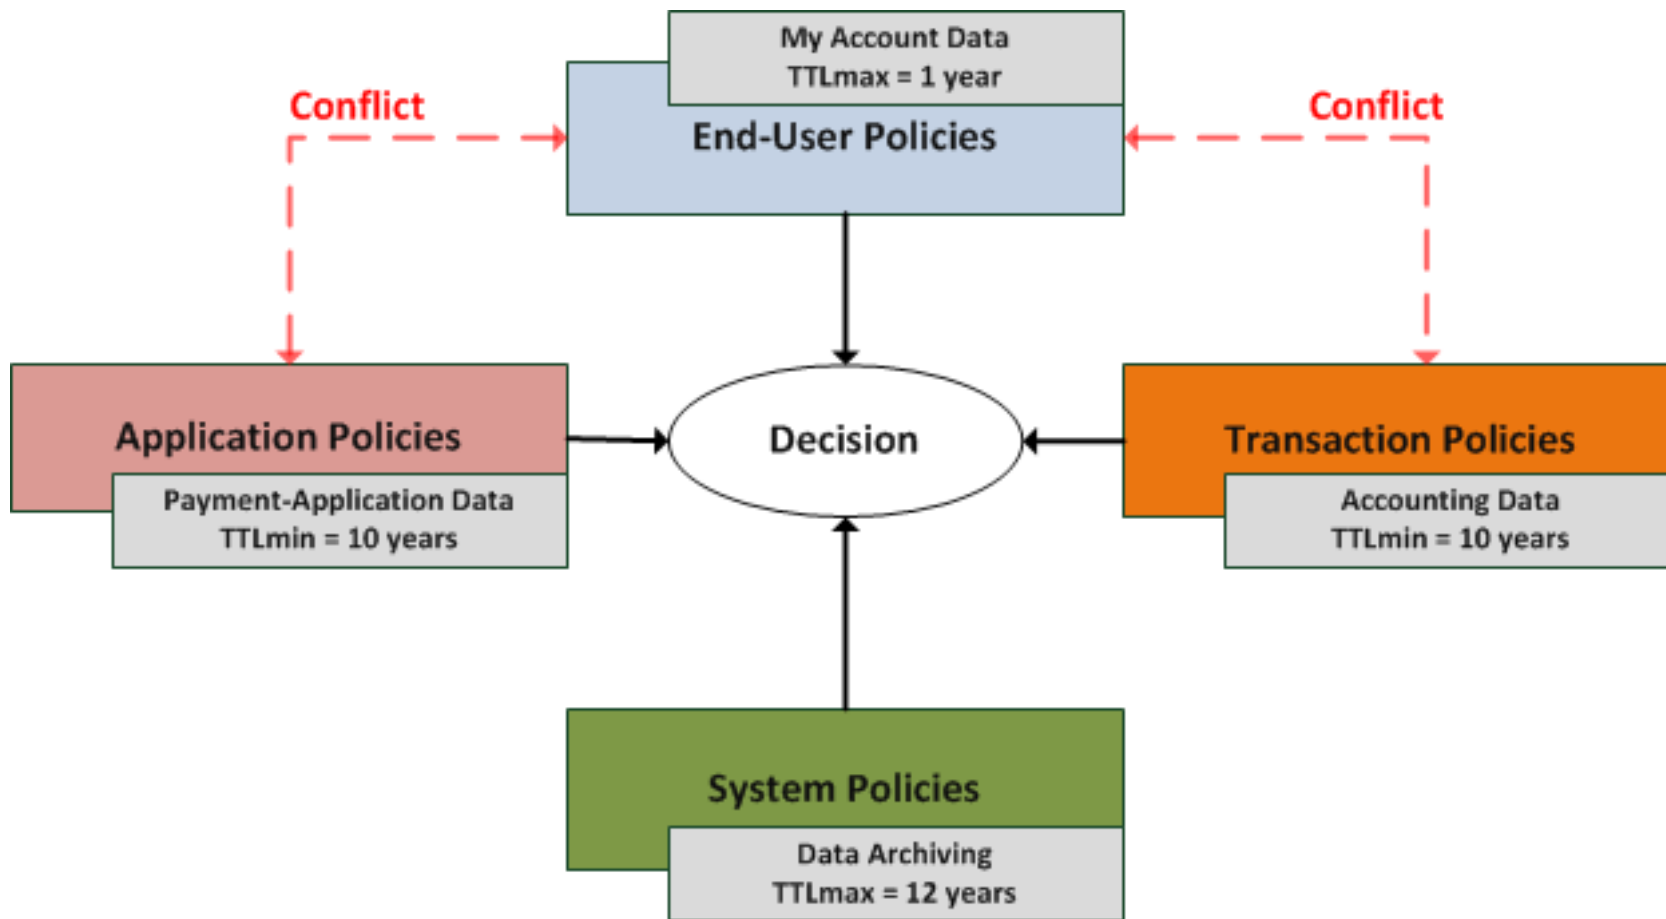 My Account Data
TTLmax = 1 year
Conflict
Conflict
End-User Policies
Application Policies
Decision
Transaction Policies
Payment-Application Data
TTLmin = 10 years
Accounting Data
TTLmin = 10 years
System Policies
Data Archiving
TTLmax = 12 years